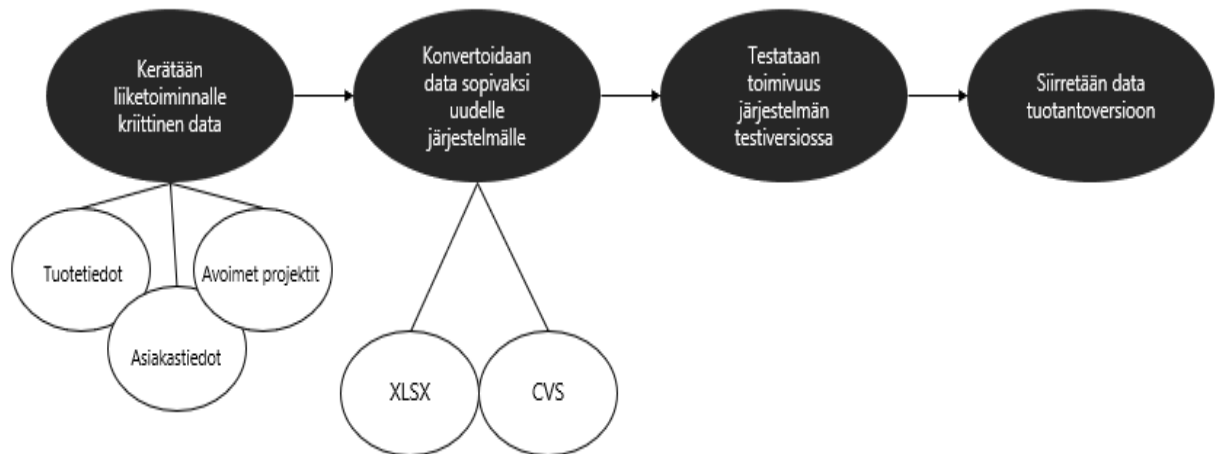 Kerätään
liiketoiminnalle
kriittinen data
Konvertoidaan
data sopivaksi
uudelle
järjestelmälle
Testataan
toimivuus
järjestelmän
testiversiossa
Siirretään data
tuotantoversioon
Tuotetiedot
Avoimet projektit
Asiakastiedot
XLSX
CVS